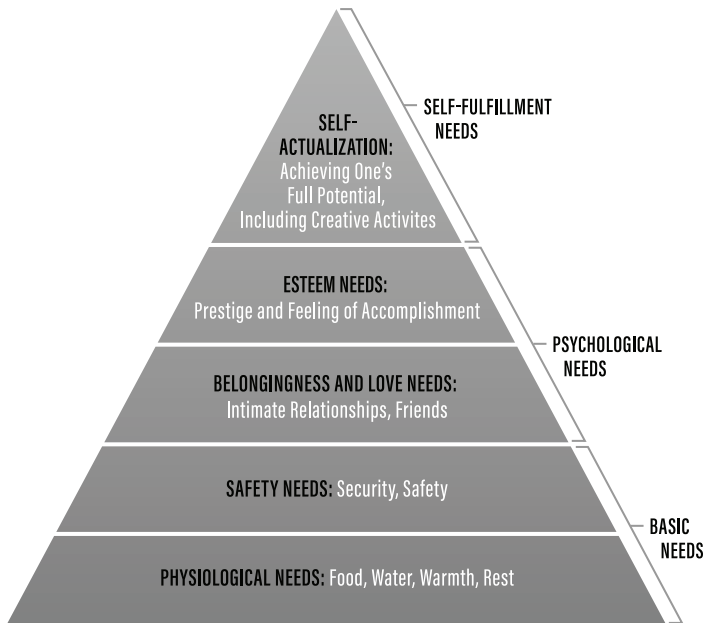 SELF-
ACTUALIZATION:
Achieving One's
Full Potential,
Including Creative Activites
SELF-FULFILLMENT
NEEDS
ESTEEM NEEDS:
Prestige and Feeling of Accomplishment
BELONGINGNESS AND LOVE NEEDS:
Intimate Relationships, Friends
PSYCHOLOGICAL
NEEDS
SAFETY NEEDS: Security, Safety
PHYSIOLOGICAL NEEDS: Food, Water, Warmth, Rest
BASIC
NEEDS